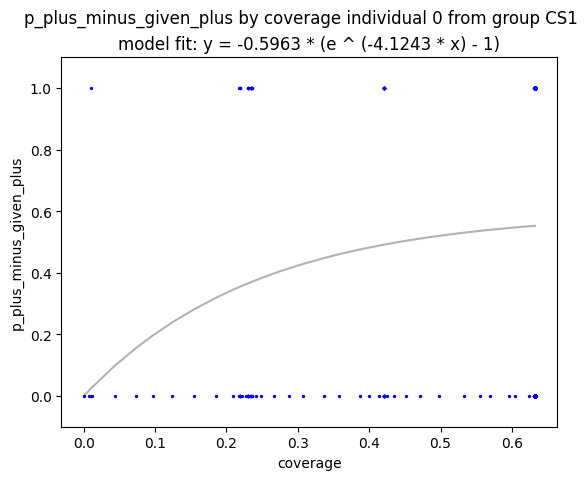 p_plus_minus_given_plus by coverage individual 0 from group CS1
model fit: y = -0.5963 * (e ^ (-4.1243 * x) - 1)
p_plus_minus_given_plus
1.0
0.8
0.6
0.4
0.2
0.0
0.0 0.1 0.2 0.3 0.4 0.5 0.6
coverage